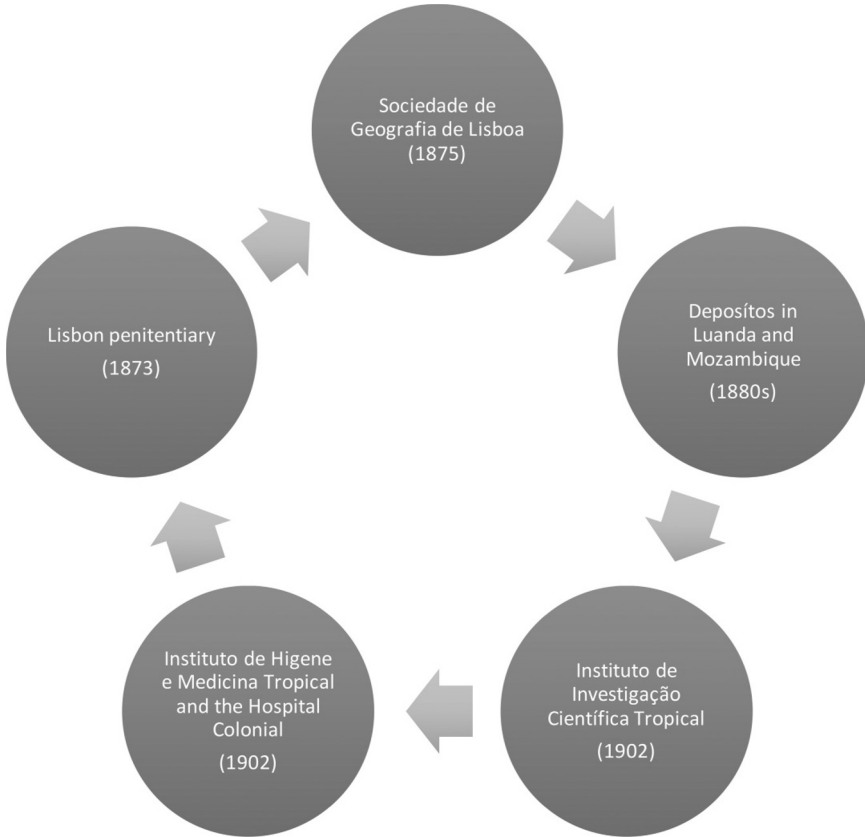 Sociedade de
Geografia de Lisboa
(1875)
Deposítos in
Luanda and
Mozambique
(1880s)
Instituto de
Investigação
Científica Tropical
(1902)
Instituto de Higene
e Medicina Tropical
and the Hospital
Colonial
(1902)
Lisbon penitentiary
(1873)